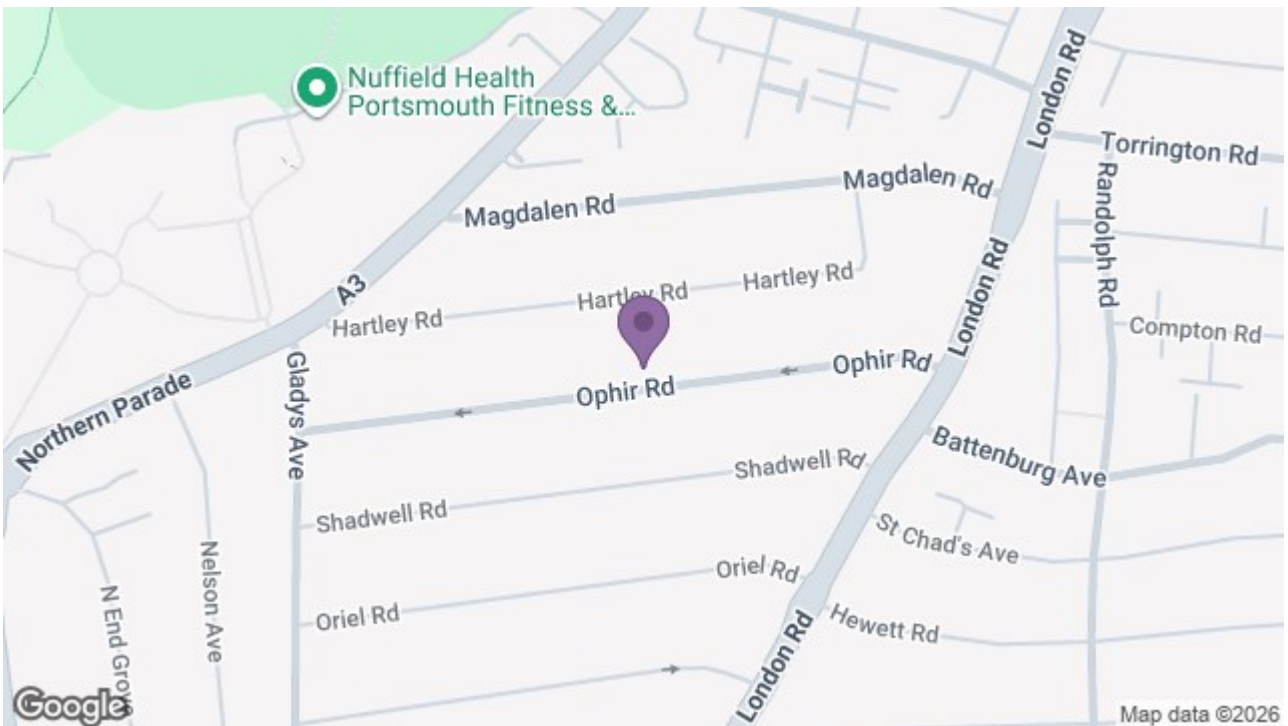 Nuffield Health
Portsmouth Fitness &...
London Rd
Torrington Rd
Magdalen Rd
Magdalen Rd
Randolph Rd
A3
Hartley Rd
Hartley Rd
Hartley Rd
London Rd
Compton Rd
Gladys Ave
Ophir Rd
Ophir Rd
Northern Parade
Battenburg Ave
Shadwell Rd
Shadwell Rd
St Chad's Ave
Nelson Ave
Oriel Rd
Oriel Rd
N End Grove
Hewett Rd
London Rd
Google
Map data ©2026